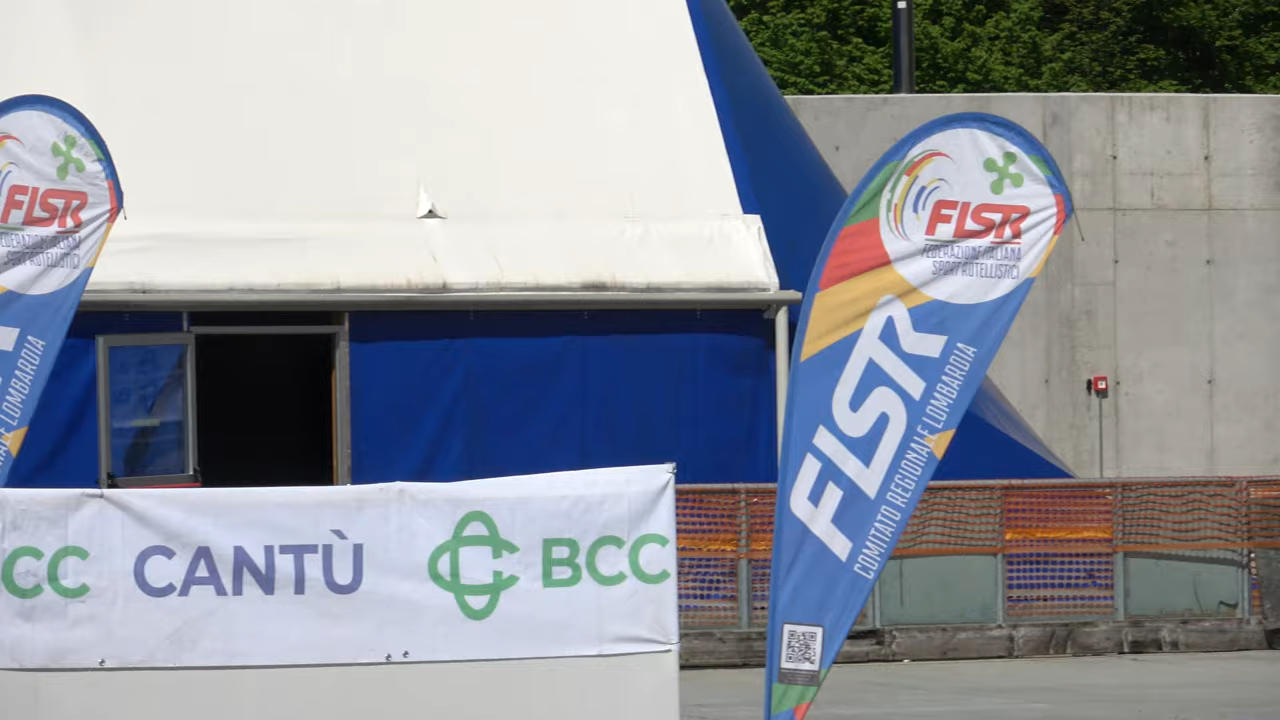 FISR
FEDERAZIONE ITALIANA
SPORT ROTELLISTICI
LOMBARDIA
FISR
FEDERAZIONE ITALIANA
SPORT ROTELLISTICI
FISR
COMITATO REGIONALE LOMBARDIA
CC CANTÙ BCC